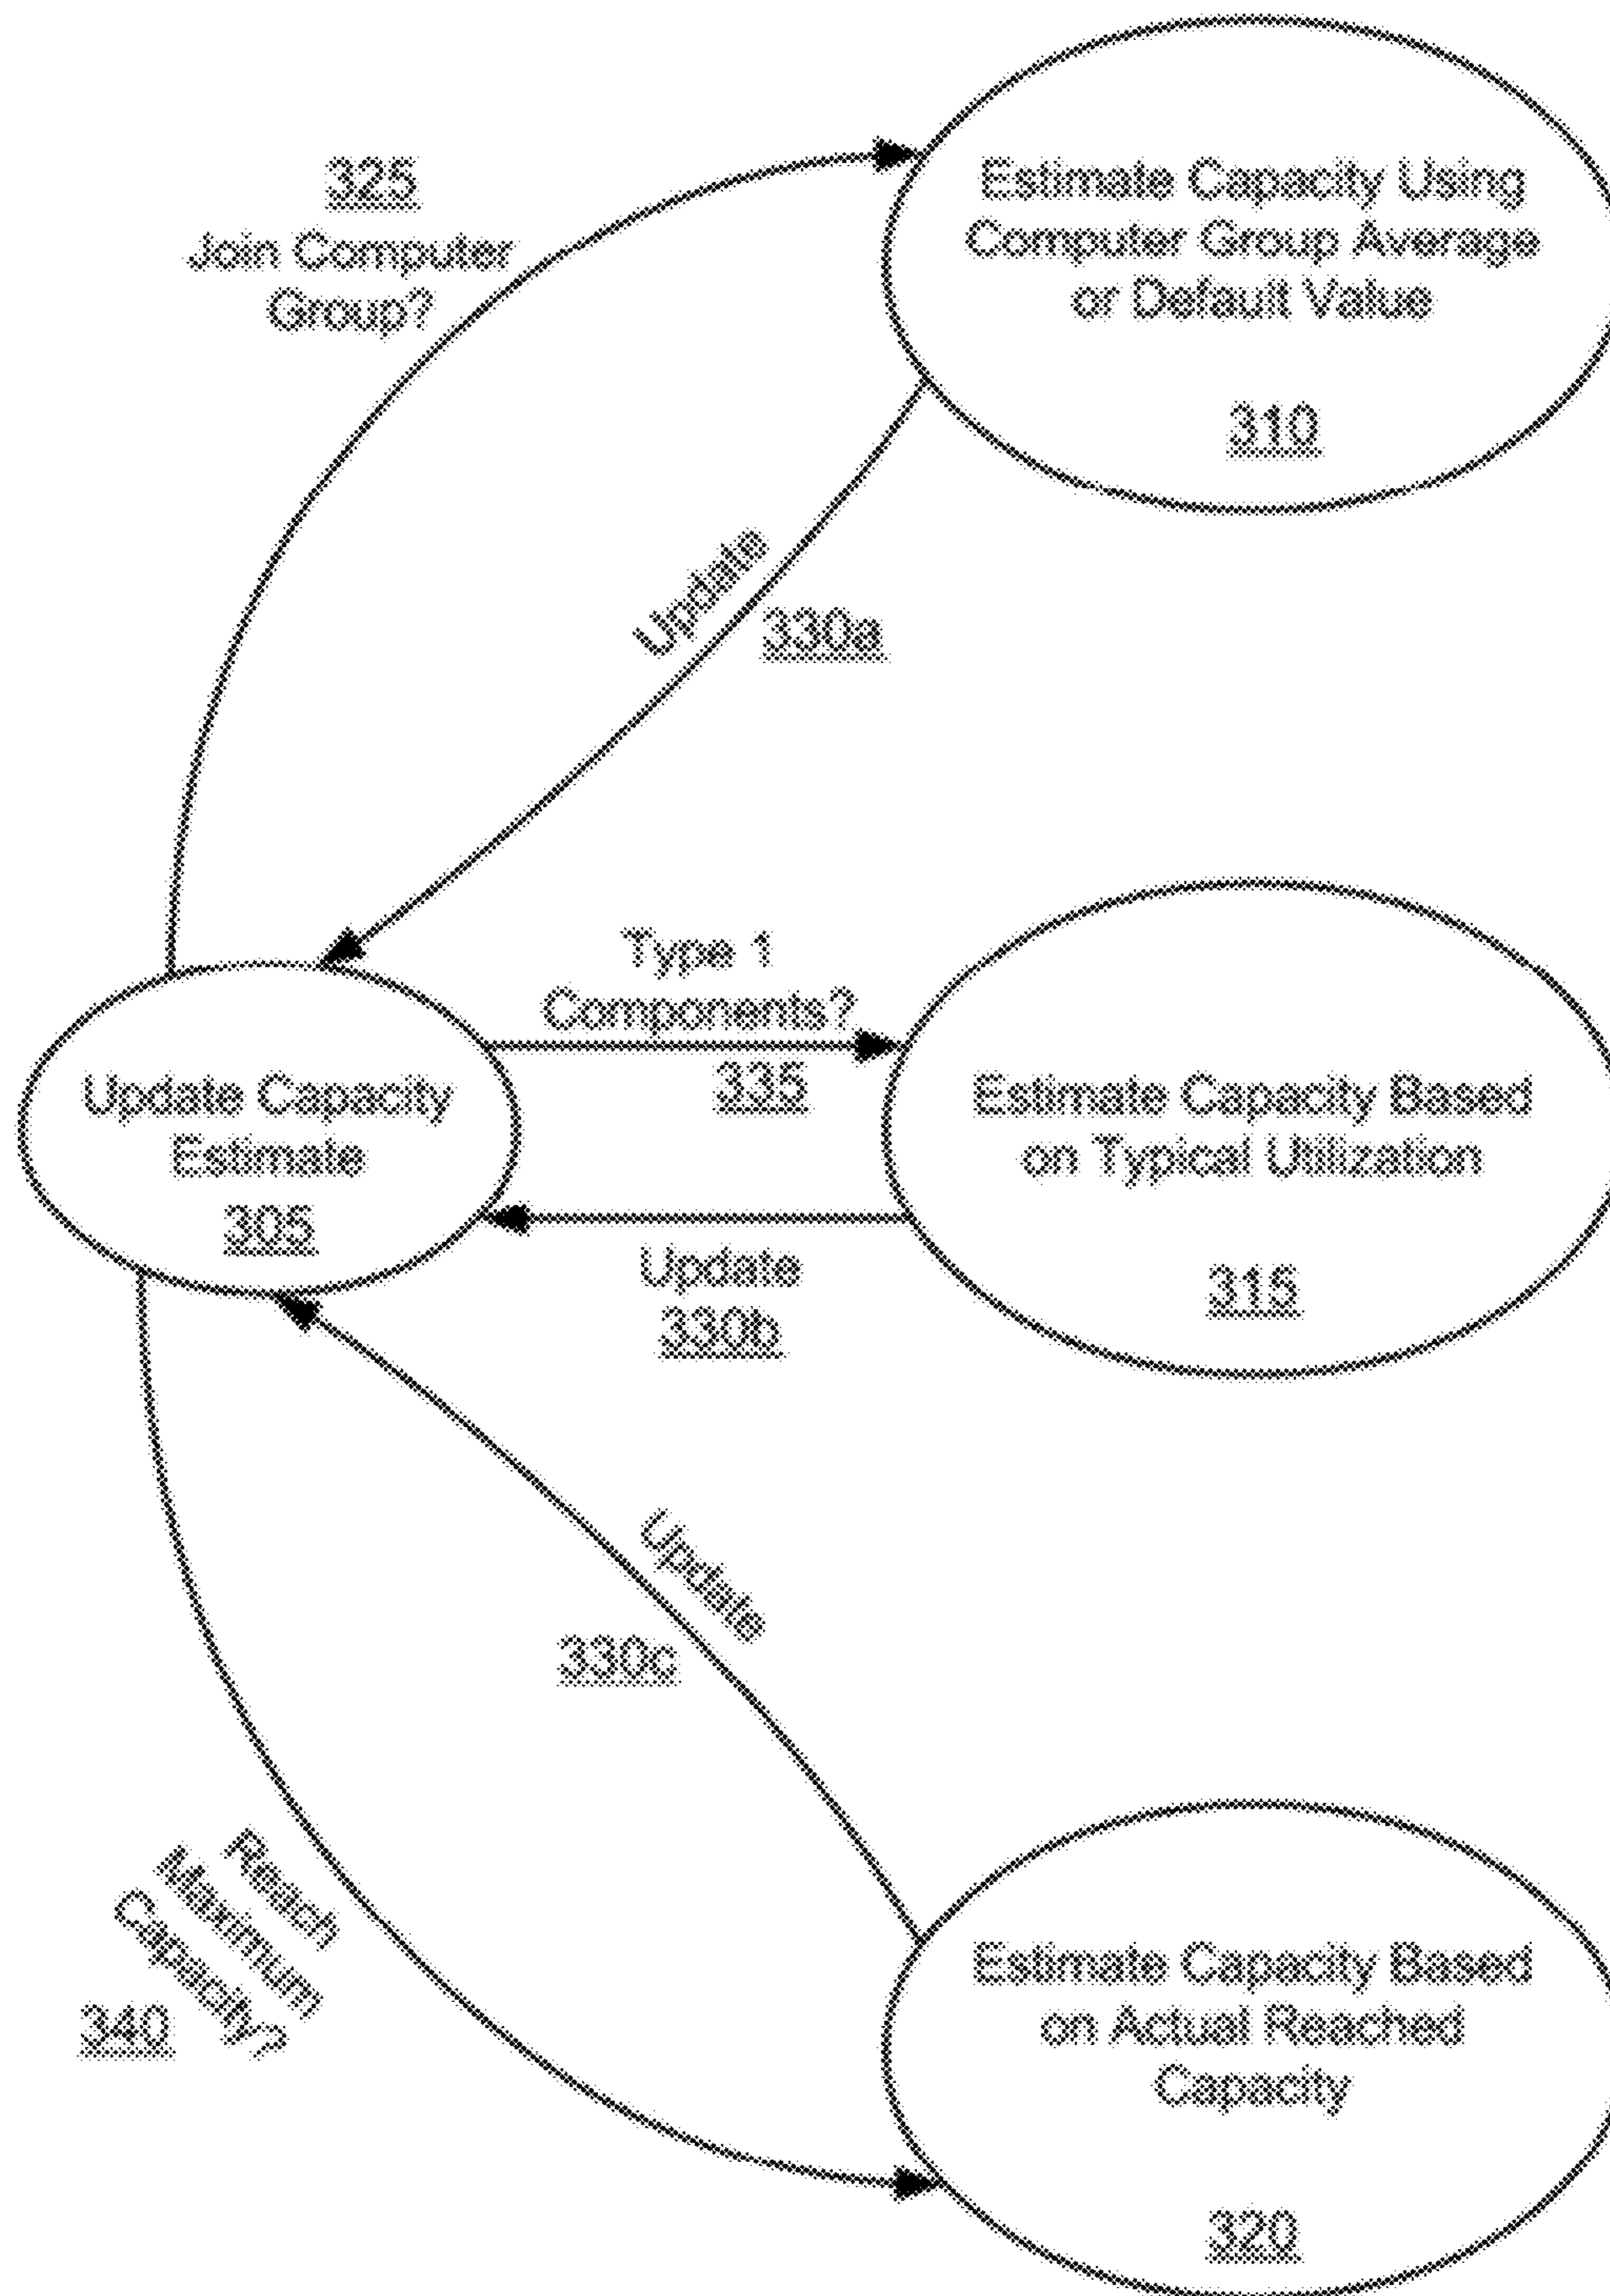 325
Join Computer
Group?
Estimate Capacity Using
Computer Group Average
or Default Value
310
Update
330a
Type 1
Components?
335
Update Capacity
Estimate
305
Estimate Capacity Based
on Typical Utilization
315
Update
330b
Update
330c
Reach
Maximum
Capacity?
340
Estimate Capacity Based
on Actual Reached
Capacity
320